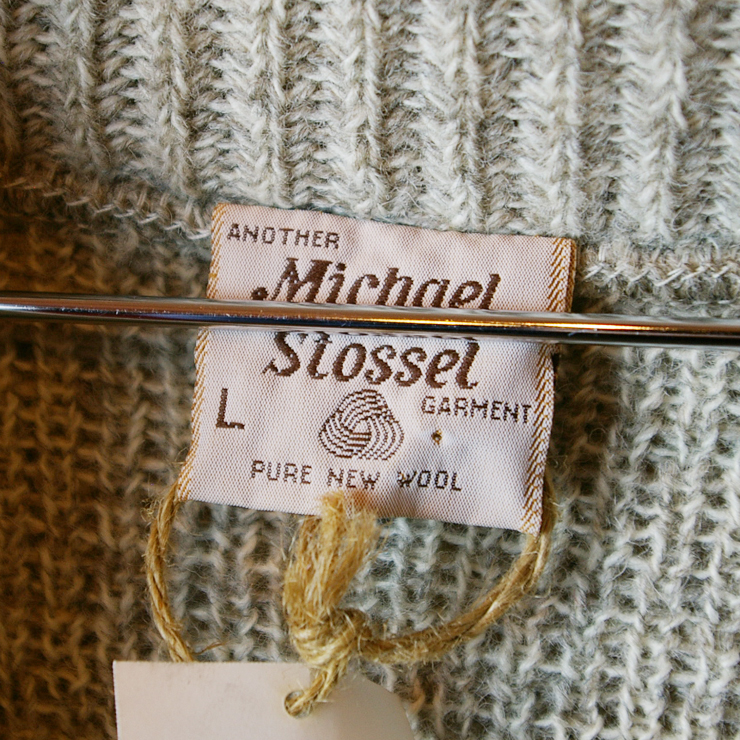 ANOTHER
Michael
Stossel
L
GARMENT
PURE NEW WOOL